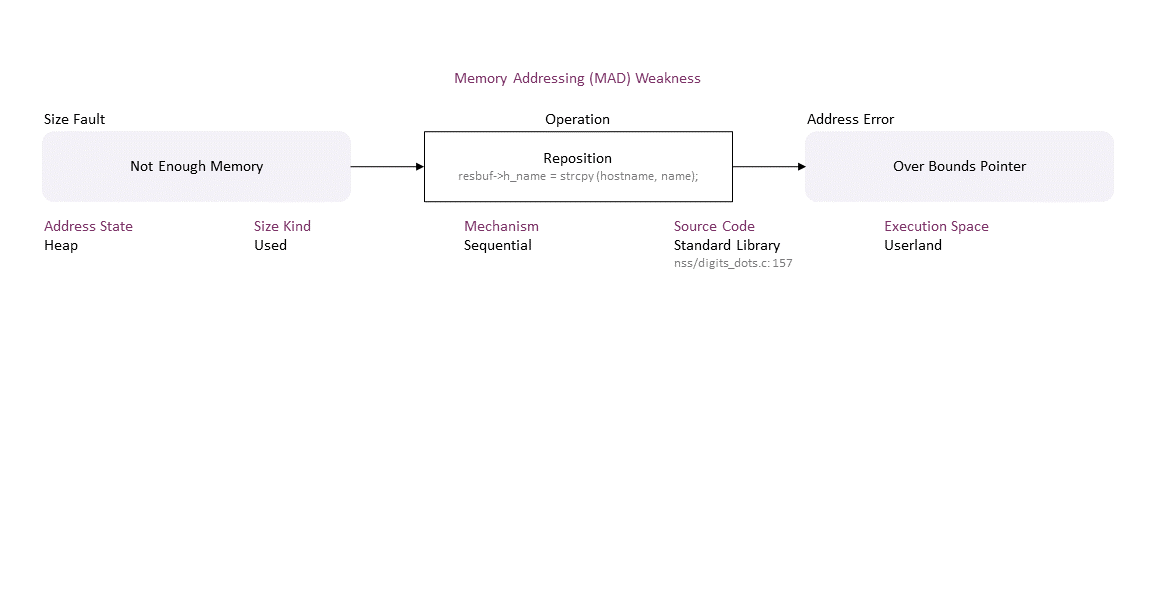 Memory Addressing (MAD) Weakness
Size Fault
Operation
Address Error
Not Enough Memory
Reposition
resbuf->h_name = strcpy(hostname, name);
Over Bounds Pointer
Address State
Heap
Size Kind
Used
Mechanism
Sequential
Source Code
Standard Library
nss/digits_dots.c:157
Execution Space
Userland